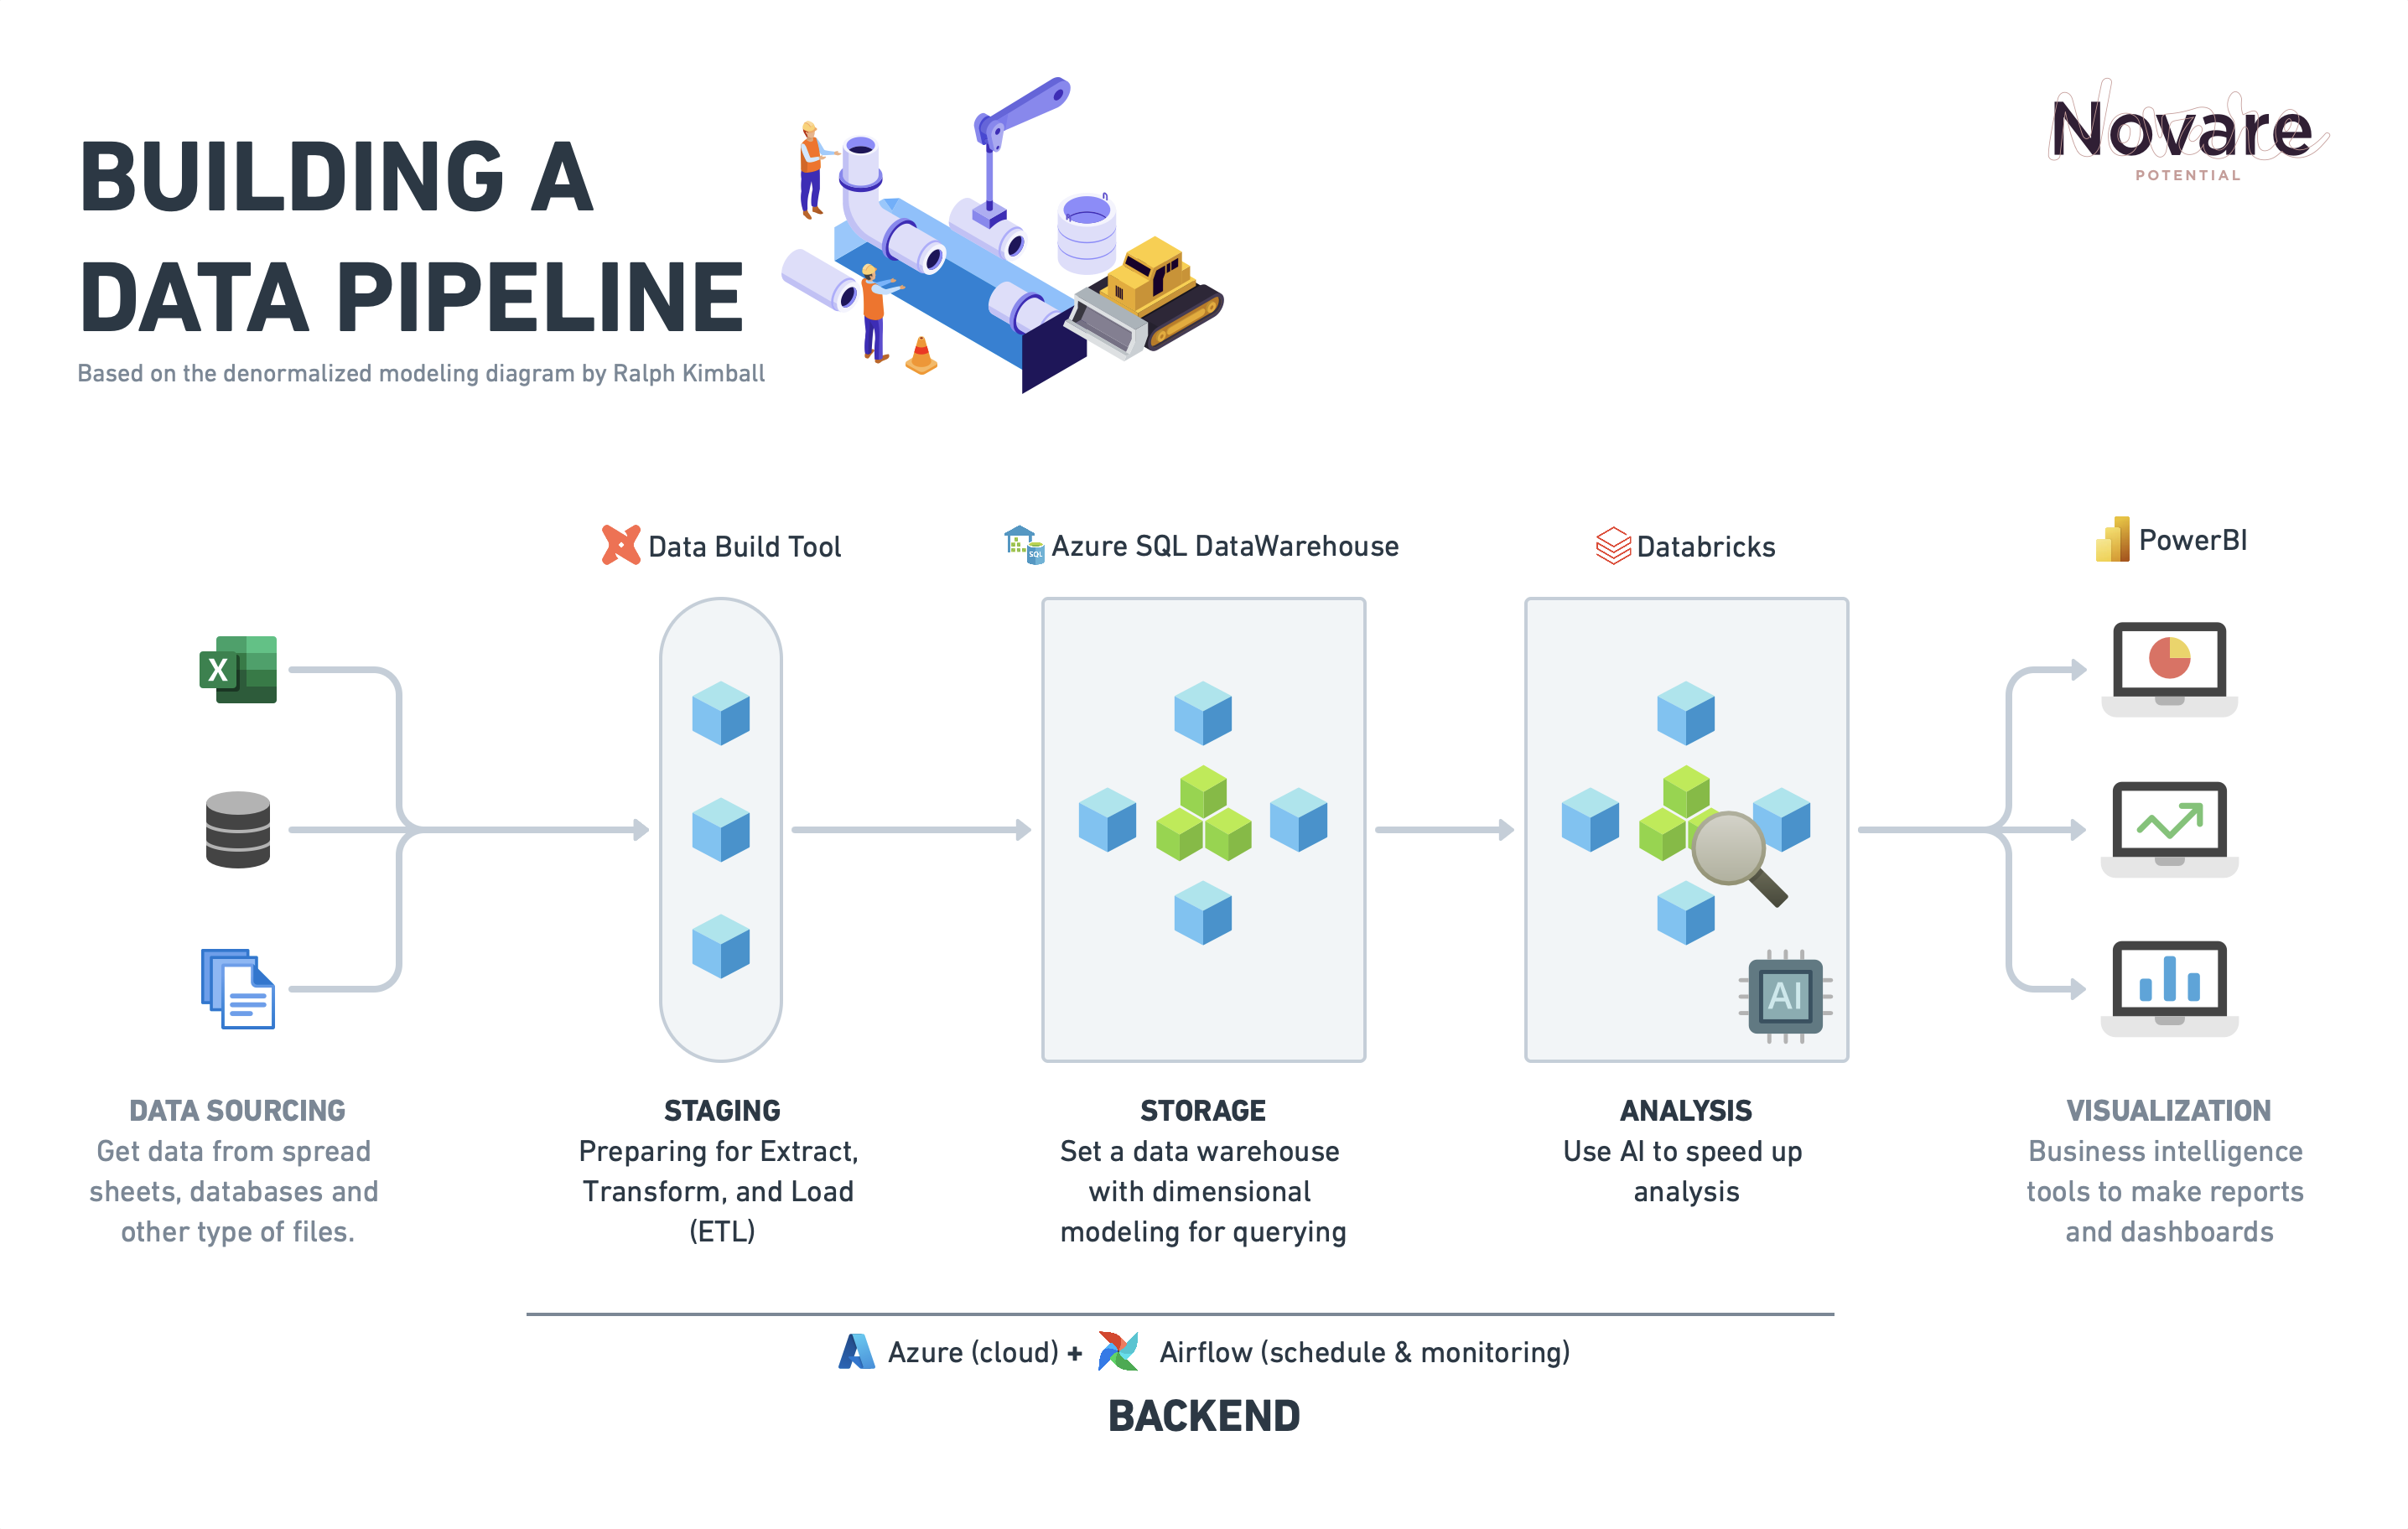 BUILDING A
DATA PIPELINE
Based on the denormalized modeling diagram by Ralph Kimball
Novare
POTENTIAL
Data Build Tool
SQL
Azure SQL DataWarehouse
Databricks
PowerBI
X
AI
DATA SOURCING
Get data from spread
sheets, databases and
other type of files.
STAGING
Preparing for Extract,
Transform, and Load
(ETL)
STORAGE
Set a data warehouse
with dimensional
modeling for querying
ANALYSIS
Use AI to speed up
analysis
VISUALIZATION
Business intelligence
tools to make reports
and dashboards
Azure (cloud) + Airflow (schedule & monitoring)
BACKEND